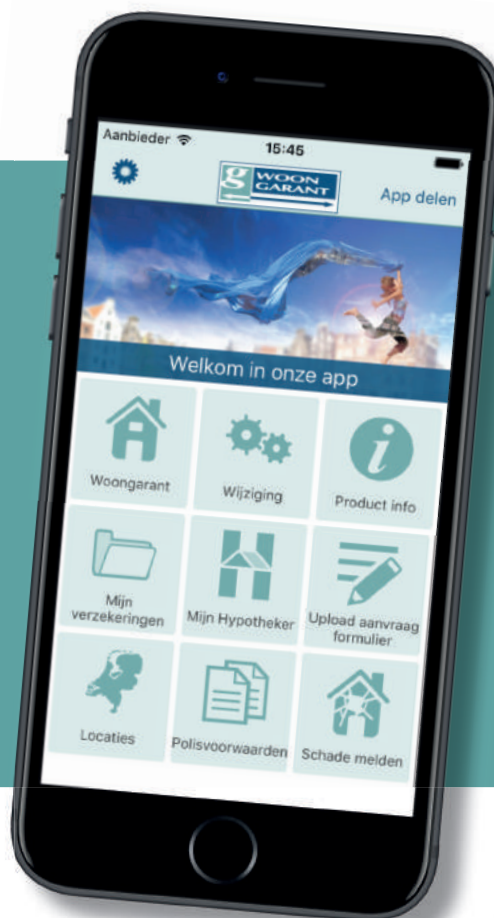 Aanbieder
15:45
g WOON
GARANT
App delen
Welkom in onze app
Woongarant
Wijziging
Product info
Mijn
verzekeringen
Mijn Hypotheker
Upload aanvraag
formulier
Locaties
Polisvoorwaarden
Schade melden